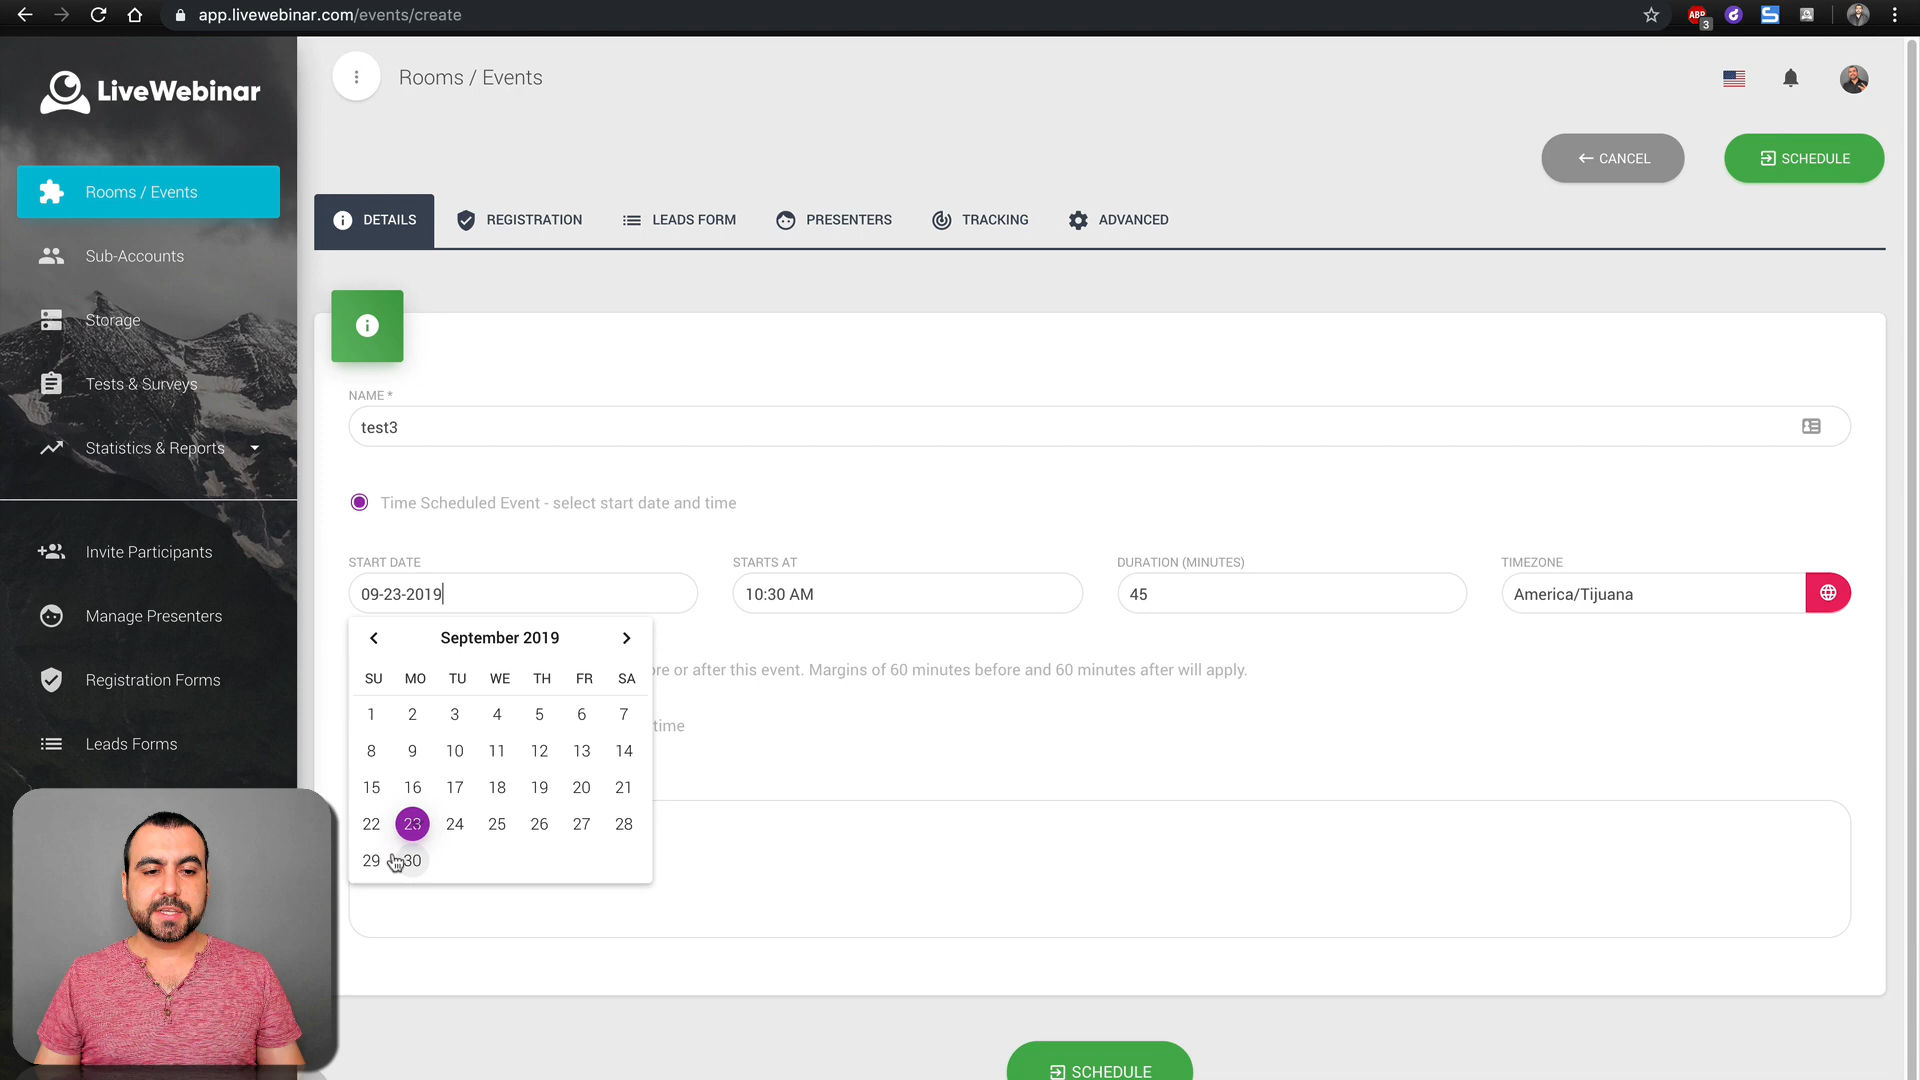 app.livewebinar.com/events/create
ABP
3
LiveWebinar
Rooms / Events
Rooms / Events
CANCEL
SCHEDULE
DETAILS
REGISTRATION
LEADS FORM
PRESENTERS
TRACKING
ADVANCED
Sub-Accounts
Storage
Tests & Surveys
Statistics & Reports
Invite Participants
Manage Presenters
Registration Forms
Leads Forms
NAME *
test3
Time Scheduled Event - select start date and time
START DATE
STARTS AT
DURATION (MINUTES)
TIMEZONE
09-23-2019
10:30 AM
45
America/Tijuana
September 2019
re or after this event. Margins of 60 minutes before and 60 minutes after will apply.
SU MO TU WE TH FR SA
1 2 3 4 5 6 7
time
8 9 10 11 12 13 14
15 16 17 18 19 20 21
22 23 24 25 26 27 28
29 30
SCHEDULE